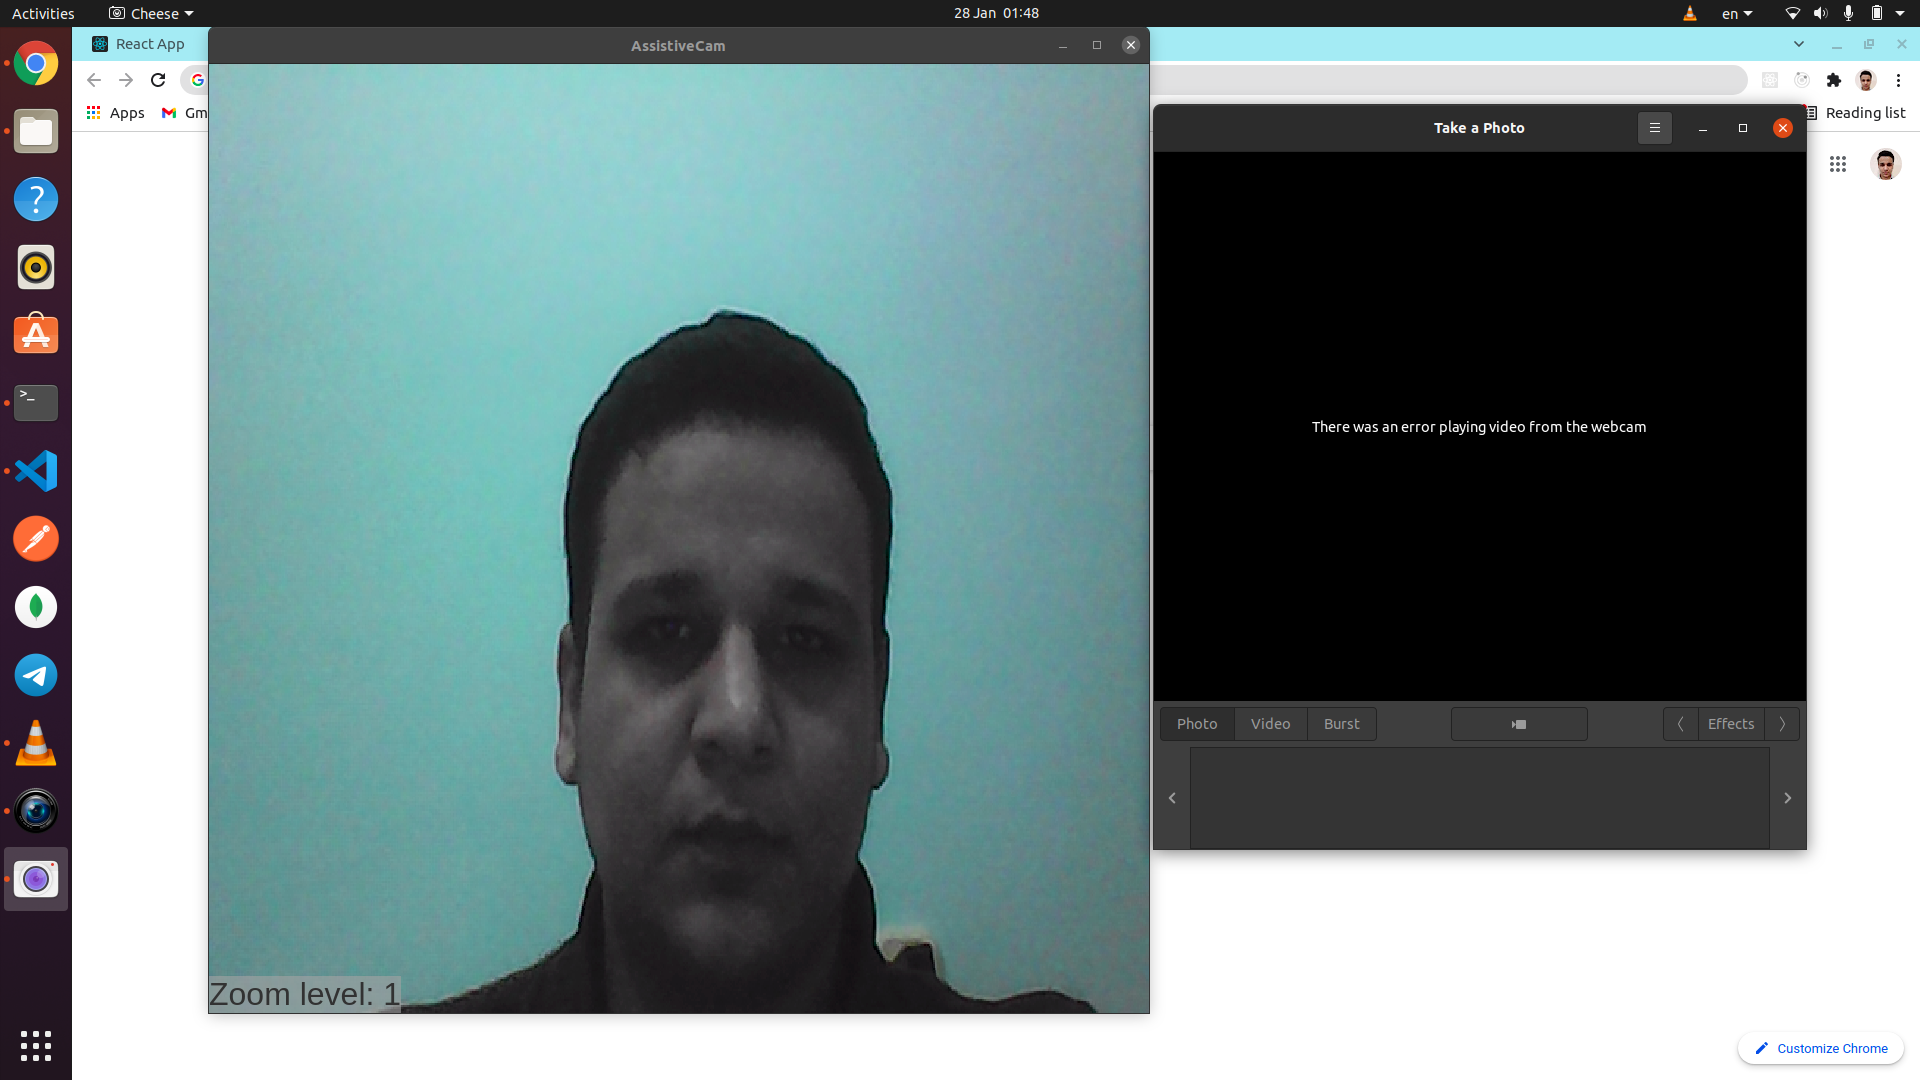 Activities
Cheese
28 Jan 01:48
en
React App
AssistiveCam
Apps
Gm
Reading list
Take a Photo
There was an error playing video from the webcam
Photo
Video
Burst
Effects
Zoom level: 1
Customize Chrome